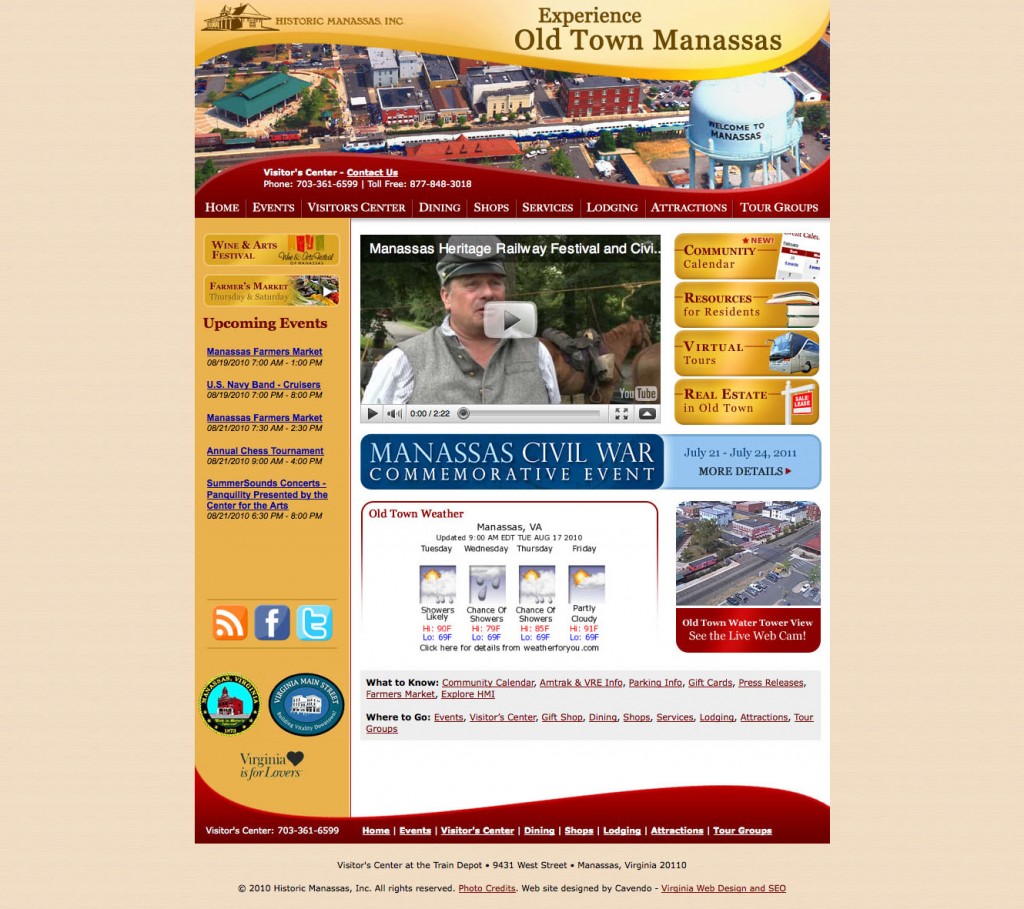 HISTORIC MANASSAS, INC.
Experience
Old Town Manassas
WELCOME TO
MANASSAS
Visitor's Center - Contact Us
Phone: 703-361-6599 | Toll Free: 877-848-3018
HOME | EVENTS | VISITOR'S CENTER | DINING | SHOPS | SERVICES | LODGING | ATTRACTIONS | TOUR GROUPS
WINE & ARTS
FESTIVAL
Wine & Arts Festival
OF MANASSAS
FARMER'S MARKET
Thursday & Saturday
Upcoming Events
Manassas Farmers Market
08/19/2010 7:00 AM - 1:00 PM
U.S. Navy Band - Cruisers
08/19/2010 7:00 PM - 8:00 PM
Manassas Farmers Market
08/21/2010 7:30 AM - 2:30 PM
Annual Chess Tournament
08/21/2010 9:00 AM - 4:00 PM
SummerSounds Concerts -
Panquility Presented by the
Center for the Arts
08/21/2010 6:30 PM - 8:00 PM
MANASSAS, VIRGINIA
1873
VIRGINIA MAIN STREET
Building Vitality Downtown!
Virginia
is for Lovers
Manassas Heritage Railway Festival and Civi...
YouTube
0:00 / 2:22
NEW!
COMMUNITY
Calendar
RESOURCES
for Residents
VIRTUAL
Tours
REAL ESTATE
in Old Town
SALE
LEASE
MANASSAS CIVIL WAR
COMMEMORATIVE EVENT
July 21 - July 24, 2011
MORE DETAILS
Old Town Weather
Manassas, VA
Updated 9:00 AM EDT TUE AUG 17 2010
Tuesday Wednesday Thursday Friday
Showers Likely Chance Of Showers Chance Of Showers Partly Cloudy
Hi: 90F Hi: 79F Hi: 85F Hi: 91F
Lo: 69F Lo: 69F Lo: 69F Lo: 69F
Click here for details from weatherforyou.com
Old Town Water Tower View
See the Live Web Cam!
What to Know: Community Calendar, Amtrak & VRE Info, Parking Info, Gift Cards, Press Releases,
Farmers Market, Explore HMI
Where to Go: Events, Visitor's Center, Gift Shop, Dining, Shops, Services, Lodging, Attractions, Tour
Groups
Visitor's Center: 703-361-6599
Home | Events | Visitor's Center | Dining | Shops | Lodging | Attractions | Tour Groups
Visitor's Center at the Train Depot • 9431 West Street • Manassas, Virginia 20110
© 2010 Historic Manassas, Inc. All rights reserved. Photo Credits. Web site designed by Cavendo - Virginia Web Design and SEO